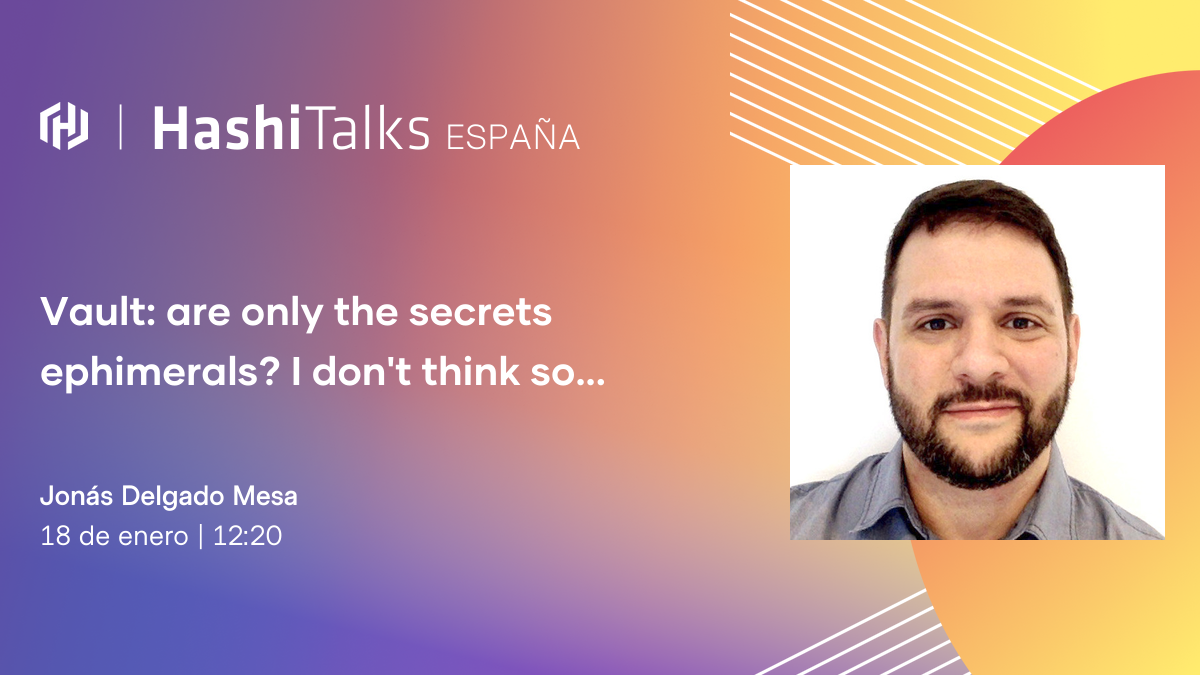 HashiTalks ESPAÑA
Vault: are only the secrets
ephimerals? I don't think so...
Jonás Delgado Mesa
18 de enero | 12:20